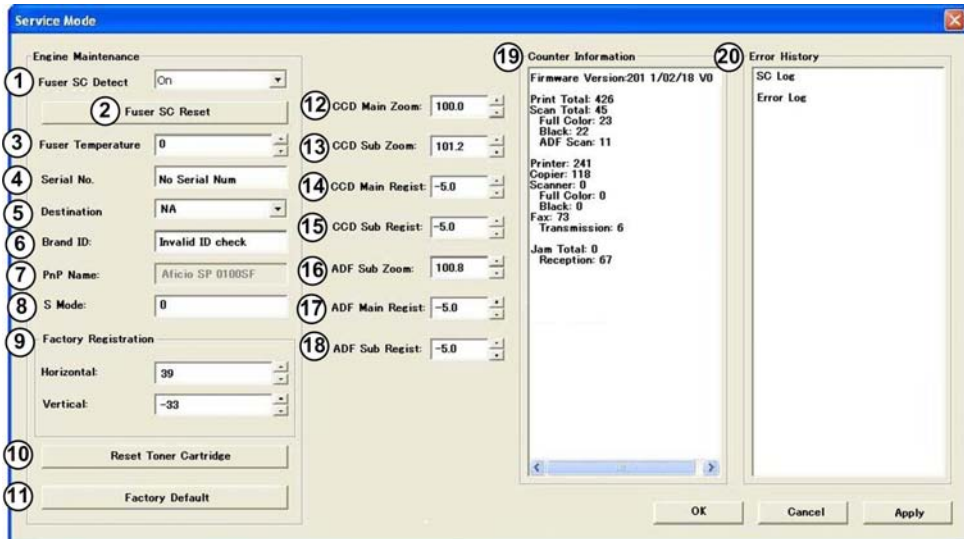 Service Mode
Engine Maintenance
1 Fuser SC Detect On
2 Fuser SC Reset
3 Fuser Temperature 0
4 Serial No. No Serial Num
5 Destination NA
6 Brand ID: Invalid ID check
7 PnP Name: Aficio SP 0100SF
8 S Mode: 0
9 Factory Registration
Horizontal: 39
Vertical: -33
10 Reset Toner Cartridge
11 Factory Default
12 CCD Main Zoom: 100.0
13 CCD Sub Zoom: 101.2
14 CCD Main Regist: -5.0
15 CCD Sub Regist: -5.0
16 ADF Sub Zoom: 100.8
17 ADF Main Regist: -5.0
18 ADF Sub Regist: -5.0
19 Counter Information
Firmware Version:201 1/02/18 V0
Print Total: 426
Scan Total: 45
Full Color: 23
Black: 22
ADF Scan: 11
Printer: 241
Copier: 118
Scanner: 0
Full Color: 0
Black: 0
Fax: 73
Transmission: 6
Jam Total: 0
Reception: 67
20 Error History
SC Log
Error Log
OK Cancel Apply